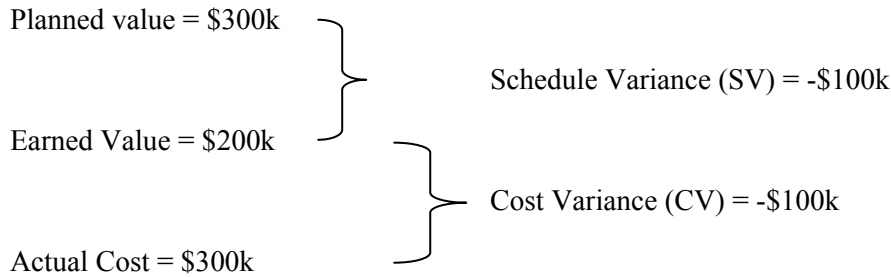 Planned value = $300k
Schedule Variance (SV) = -$100k
Earned Value = $200k
Cost Variance (CV) = -$100k
Actual Cost = $300k